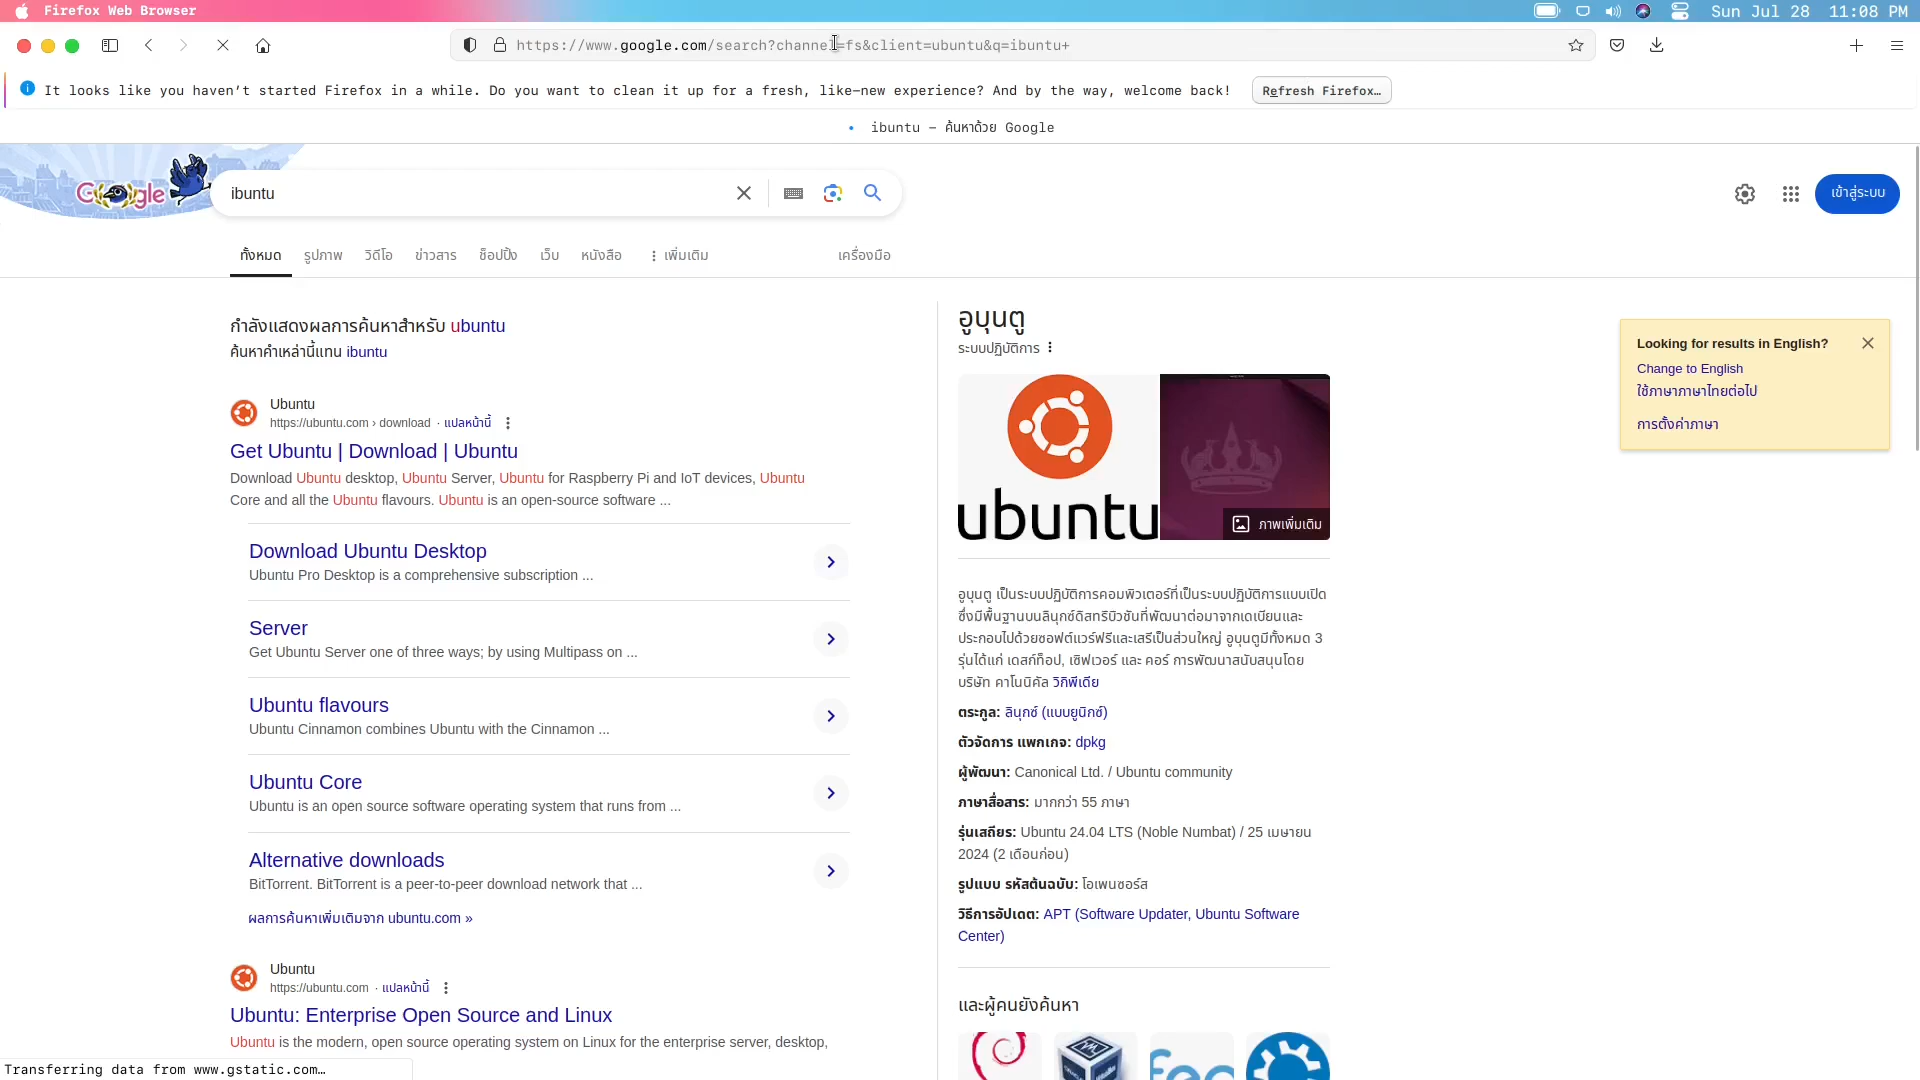 Firefox Web Browser
Sun Jul 28 11:08 PM
https://www.google.com/search?channel=fs&client=ubuntu&q=ibuntu+
It looks like you haven’t started Firefox in a while. Do you want to clean it up for a fresh, like-new experience? And by the way, welcome back!
Refresh Firefox…
ibuntu – ค้นหาด้วย Google
Google
ibuntu
เข้าสู่ระบบ
ทั้งหมด รูปภาพ วิดีโอ ข่าวสาร ช็อปปิ้ง เว็บ หนังสือ เพิ่มเติม เครื่องมือ
กำลังแสดงผลการค้นหาสำหรับ ubuntu
ค้นหาคำเหล่านี้แทน ibuntu
Ubuntu
https://ubuntu.com › download · แปลหน้านี้
Get Ubuntu | Download | Ubuntu
Download Ubuntu desktop, Ubuntu Server, Ubuntu for Raspberry Pi and IoT devices, Ubuntu
Core and all the Ubuntu flavours. Ubuntu is an open-source software ...
Download Ubuntu Desktop
Ubuntu Pro Desktop is a comprehensive subscription ...
Server
Get Ubuntu Server one of three ways; by using Multipass on ...
Ubuntu flavours
Ubuntu Cinnamon combines Ubuntu with the Cinnamon ...
Ubuntu Core
Ubuntu is an open source software operating system that runs from ...
Alternative downloads
BitTorrent. BitTorrent is a peer-to-peer download network that ...
ผลการค้นหาเพิ่มเติมจาก ubuntu.com »
Ubuntu
https://ubuntu.com · แปลหน้านี้
Ubuntu: Enterprise Open Source and Linux
Ubuntu is the modern, open source operating system on Linux for the enterprise server, desktop,
อูบุนตู
ระบบปฏิบัติการ
ubuntu
ภาพเพิ่มเติม
อูบุนตู เป็นระบบปฏิบัติการคอมพิวเตอร์ที่เป็นระบบปฏิบัติการแบบเปิด
ซึ่งมีพื้นฐานบนลินุกซ์ดิสทริบิวชันที่พัฒนาต่อมาจากเดเบียนและ
ประกอบไปด้วยซอฟต์แวร์ฟรีและเสรีเป็นส่วนใหญ่ อูบุนตูมีทั้งหมด 3
รุ่นได้แก่ เดสก์ท็อป, เซิฟเวอร์ และ คอร์ การพัฒนาสนับสนุนโดย
บริษัท คาโนนิคัล วิกิพีเดีย
ตระกูล: ลินุกซ์ (แบบยูนิกซ์)
ตัวจัดการ แพกเกจ: dpkg
ผู้พัฒนา: Canonical Ltd. / Ubuntu community
ภาษาสื่อสาร: มากกว่า 55 ภาษา
รุ่นเสถียร: Ubuntu 24.04 LTS (Noble Numbat) / 25 เมษายน
2024 (2 เดือนก่อน)
รูปแบบ รหัสต้นฉบับ: โอเพนซอร์ส
วิธีการอัปเดต: APT (Software Updater, Ubuntu Software
Center)
และผู้คนยังค้นหา
Looking for results in English?
Change to English
ใช้ภาษาภาษาไทยต่อไป
การตั้งค่าภาษา
Transferring data from www.gstatic.com…